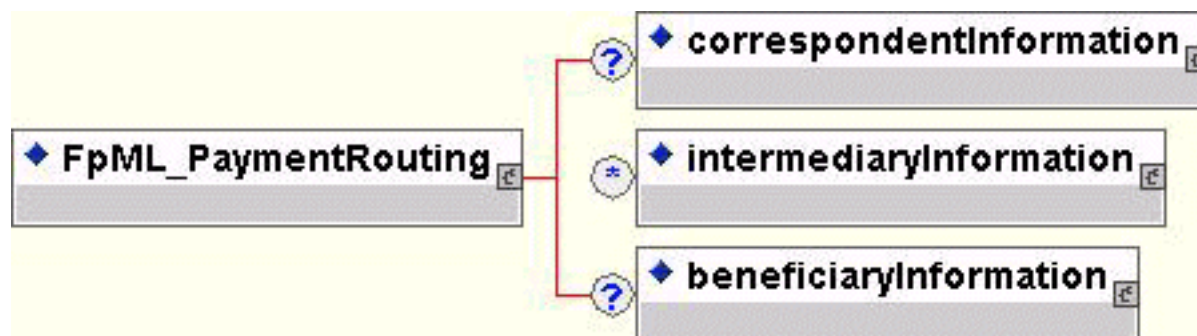 correspondentInformation
?
FpML_PaymentRouting
*
intermediaryInformation
?
beneficiaryInformation